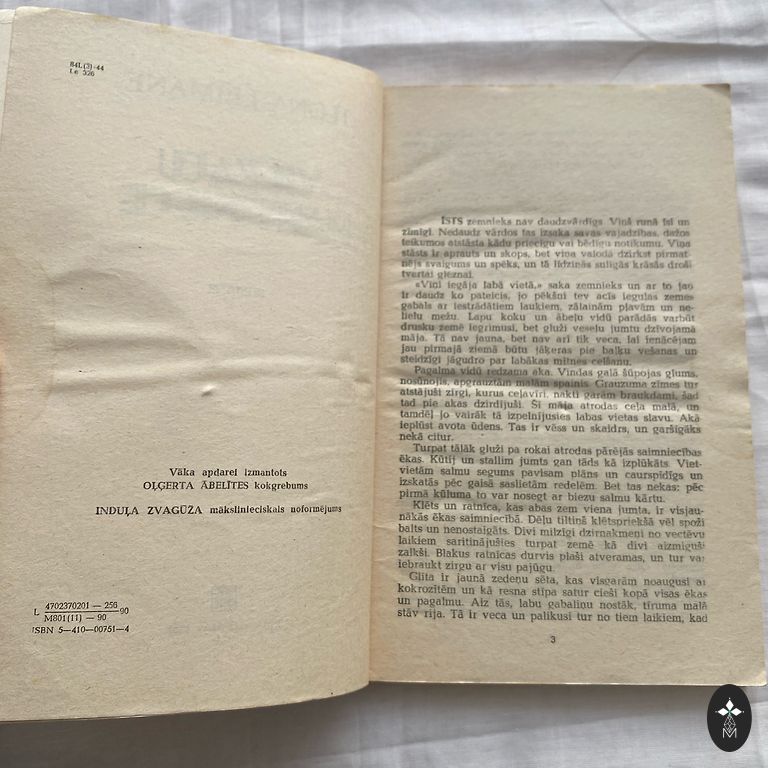 84L(3)-44
Le 326
Vāka apdarei izmantots
OĻĢERTA ĀBELĪTES kokgrebums
INDUĻA ZVAGŪZA mākslinieciskais noformējums
L 4702370201 — 256
M801(11) — 90
—90
ISBN 5—410—00751—4
ĪSTS zemnieks nav daudzvārdīgs. Viņš runā īsi un
zīmīgi. Nedaudz vārdos tas izsaka savas vajadzības, dažos
teikumos atstāsta kādu priecīgu vai bēdīgu notikumu. Viņa
stāsts ir aprauts un skops, bet viņa valodā dzirkst pirmat-
nējs svaigums un spēks, un tā līdzinās sulīgās krāsās droši
tvertai gleznai.
«Viņi iegāja labā vietā,» saka zemnieks un ar to jau
ir daudz ko pateicis, jo pēkšņi tev acīs iegulas zemes
gabals ar iestrādātiem laukiem, zālainām pļavām un ne-
lielu mežu. Lapu koku un ābeļu vidū parādās varbūt
drusku zemē iegrimusi, bet gluži veselu jumtu dzīvojamā
māja. Tā nav jauna, bet nav arī tik veca, lai ienācējam
jau pirmajā ziemā būtu jāķeras pie baļķu vešanas un
steidzīgi jāgudro par labākas mītnes celšanu.
Pagalma vidū redzama aka. Vindas galā šūpojas glums,
nosūnojis, apgrauztām malām spainis. Grauzuma zīmes tur
atstājuši zirgi, kurus ceļavīri, naktī garām braukdami, šad
tad pie akas dzirdījuši. Šī māja atrodas ceļa malā, un
tamdēļ jo vairāk tā izpelnījusies labas vietas slavu. Akā
ieplūst avota ūdens. Tas ir vēss un skaidrs, un garšīgāks
nekā citur.
Turpat tālāk gluži pa rokai atrodas pārējās saimniecības
ēkas. Kūtij un stallim jumts gan tāds kā izplūkāts. Viet-
vietām salmu segums pavisam plāns un caurspīdīgs un
izskatās pēc gaisā saslietām redelēm. Bet tas nekas: pēc
pirmā kūluma to var nosegt ar biezu salmu kārtu.
Klēts un ratnīca, kas abas zem viena jumta, ir visjau-
nākās ēkas saimniecībā. Dēļu tiltiņš klētspriekšā vēl spoži
balts un nenostaigāts. Divi milzīgi dzirnakmeņi no vectēvu
laikiem saritinājušies turpat zemē kā divi aizmiguši
zalkši. Blakus ratnīcas durvis plaši atveramas, un tur var
iebraukt zirgu ar visu pajūgu.
Glīta ir jaunā zedeņu sēta, kas visgarām noaugusi ar
kokrozītēm un kā resna stīpa satur cieši kopā visas ēkas
un pagalmu. Aiz tās, labu gabaliņu nostāk, tīruma malā
stāv rija. Tā ir veca un palikusi tur no tiem laikiem, kad
3
M